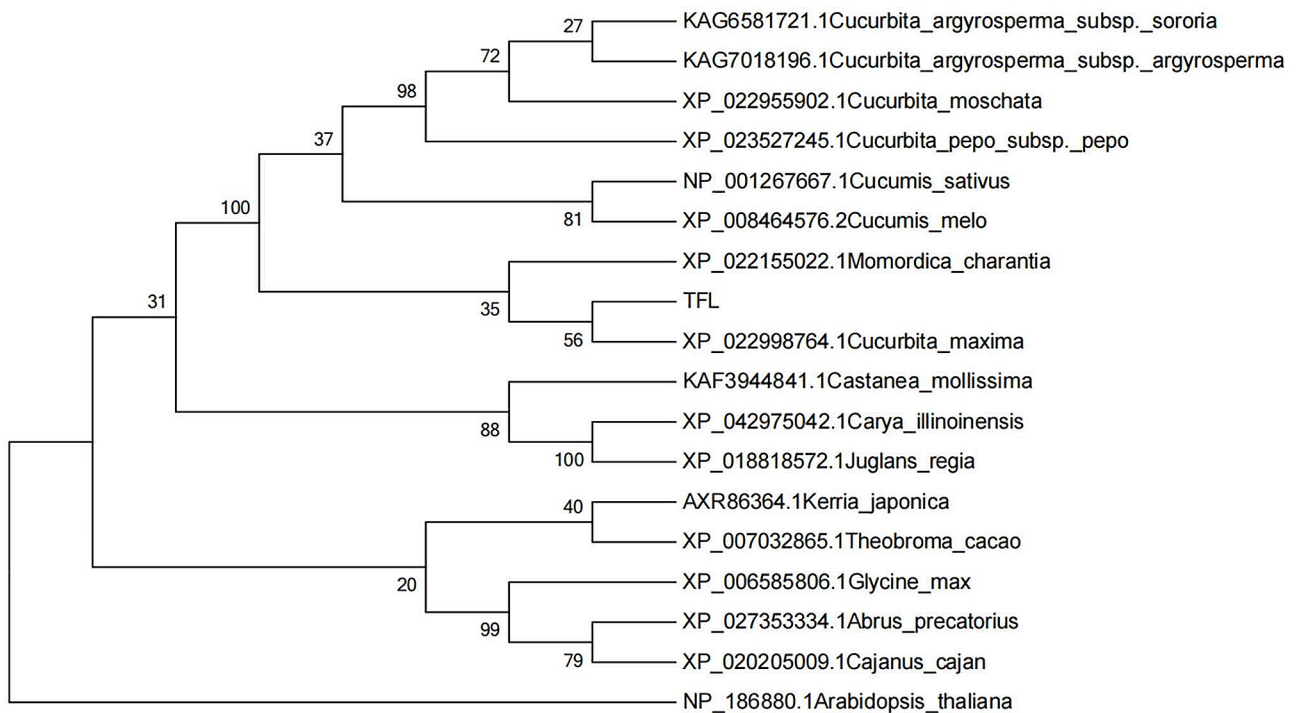 27
KAG6581721.1Cucurbita_argyrosperma_subsp._sororia
72
KAG7018196.1Cucurbita_argyrosperma_subsp._argyrosperma
98
XP_022955902.1Cucurbita_moschata
37
XP_023527245.1Cucurbita_pepo_subsp._pepo
NP_001267667.1Cucumis_sativus
100
81
XP_008464576.2Cucumis_melo
XP_022155022.1Momordica_charantia
31
35
TFL
56
XP_022998764.1Cucurbita_maxima
KAF3944841.1Castanea_mollissima
88
XP_042975042.1Carya_illinoinensis
100
XP_018818572.1Juglans_regia
40
AXR86364.1Kerria_japonica
XP_007032865.1Theobroma_cacao
20
XP_006585806.1Glycine_max
99
XP_027353334.1Abrus_precatorius
79
XP_020205009.1Cajanus_cajan
NP_186880.1Arabidopsis_thaliana